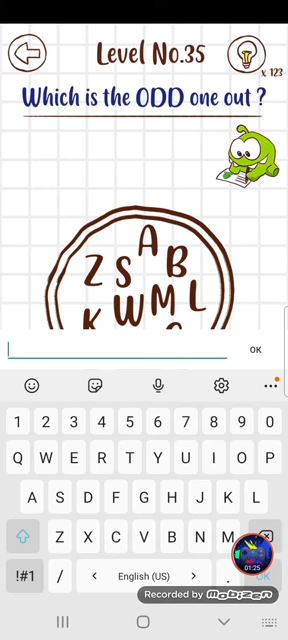 Level No.35
x 123
Which is the ODD one out ?
A
Z S B
K W M L
OK
1 2 3 4 5 6 7 8 9 0
Q W E R T Y U I O P
A S D F G H J K L
Z X C V B N M
!#1 / < English (US) > . OK
01:25
Recorded by Mobizen